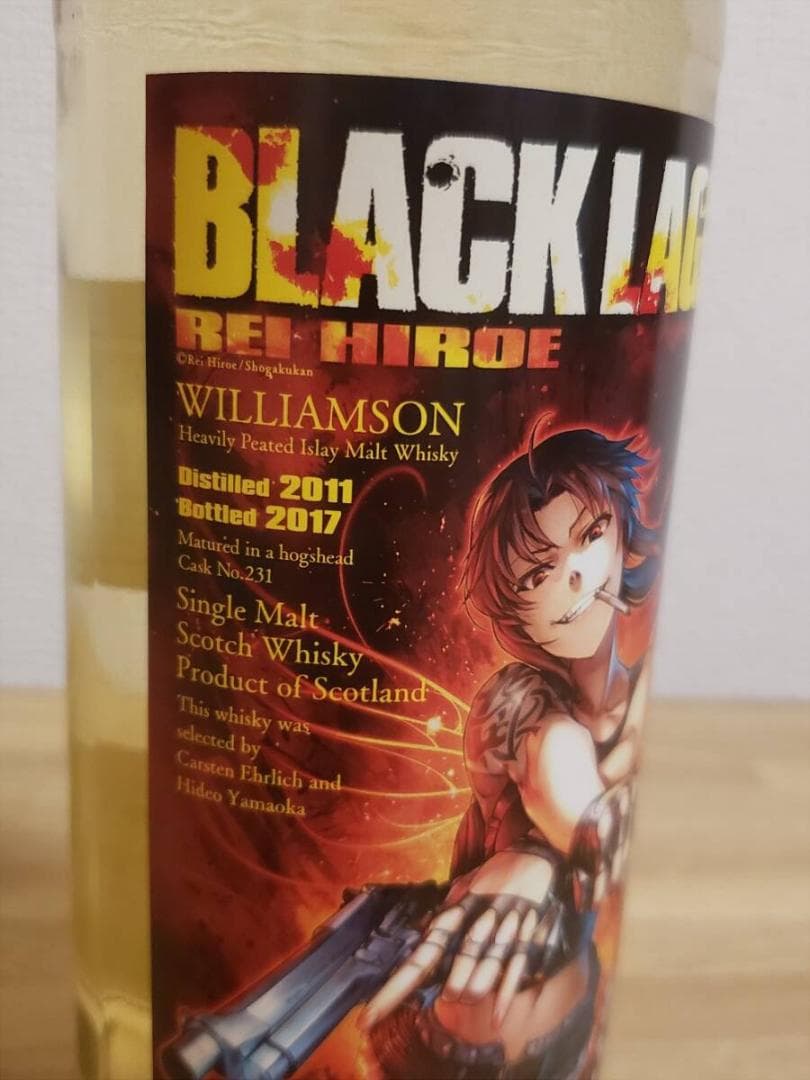 BLACK LAG
REI HIROE
©Rei Hiroe/Shogakukan
WILLIAMSON
Heavily Peated Islay Malt Whisky
Distilled 2011
Bottled 2017
Matured in a hogshead
Cask No.231
Single Malt
Scotch Whisky
Product of Scotland
This whisky was
selected by
Carsten Ehrlich and
Hideo Yamaoka